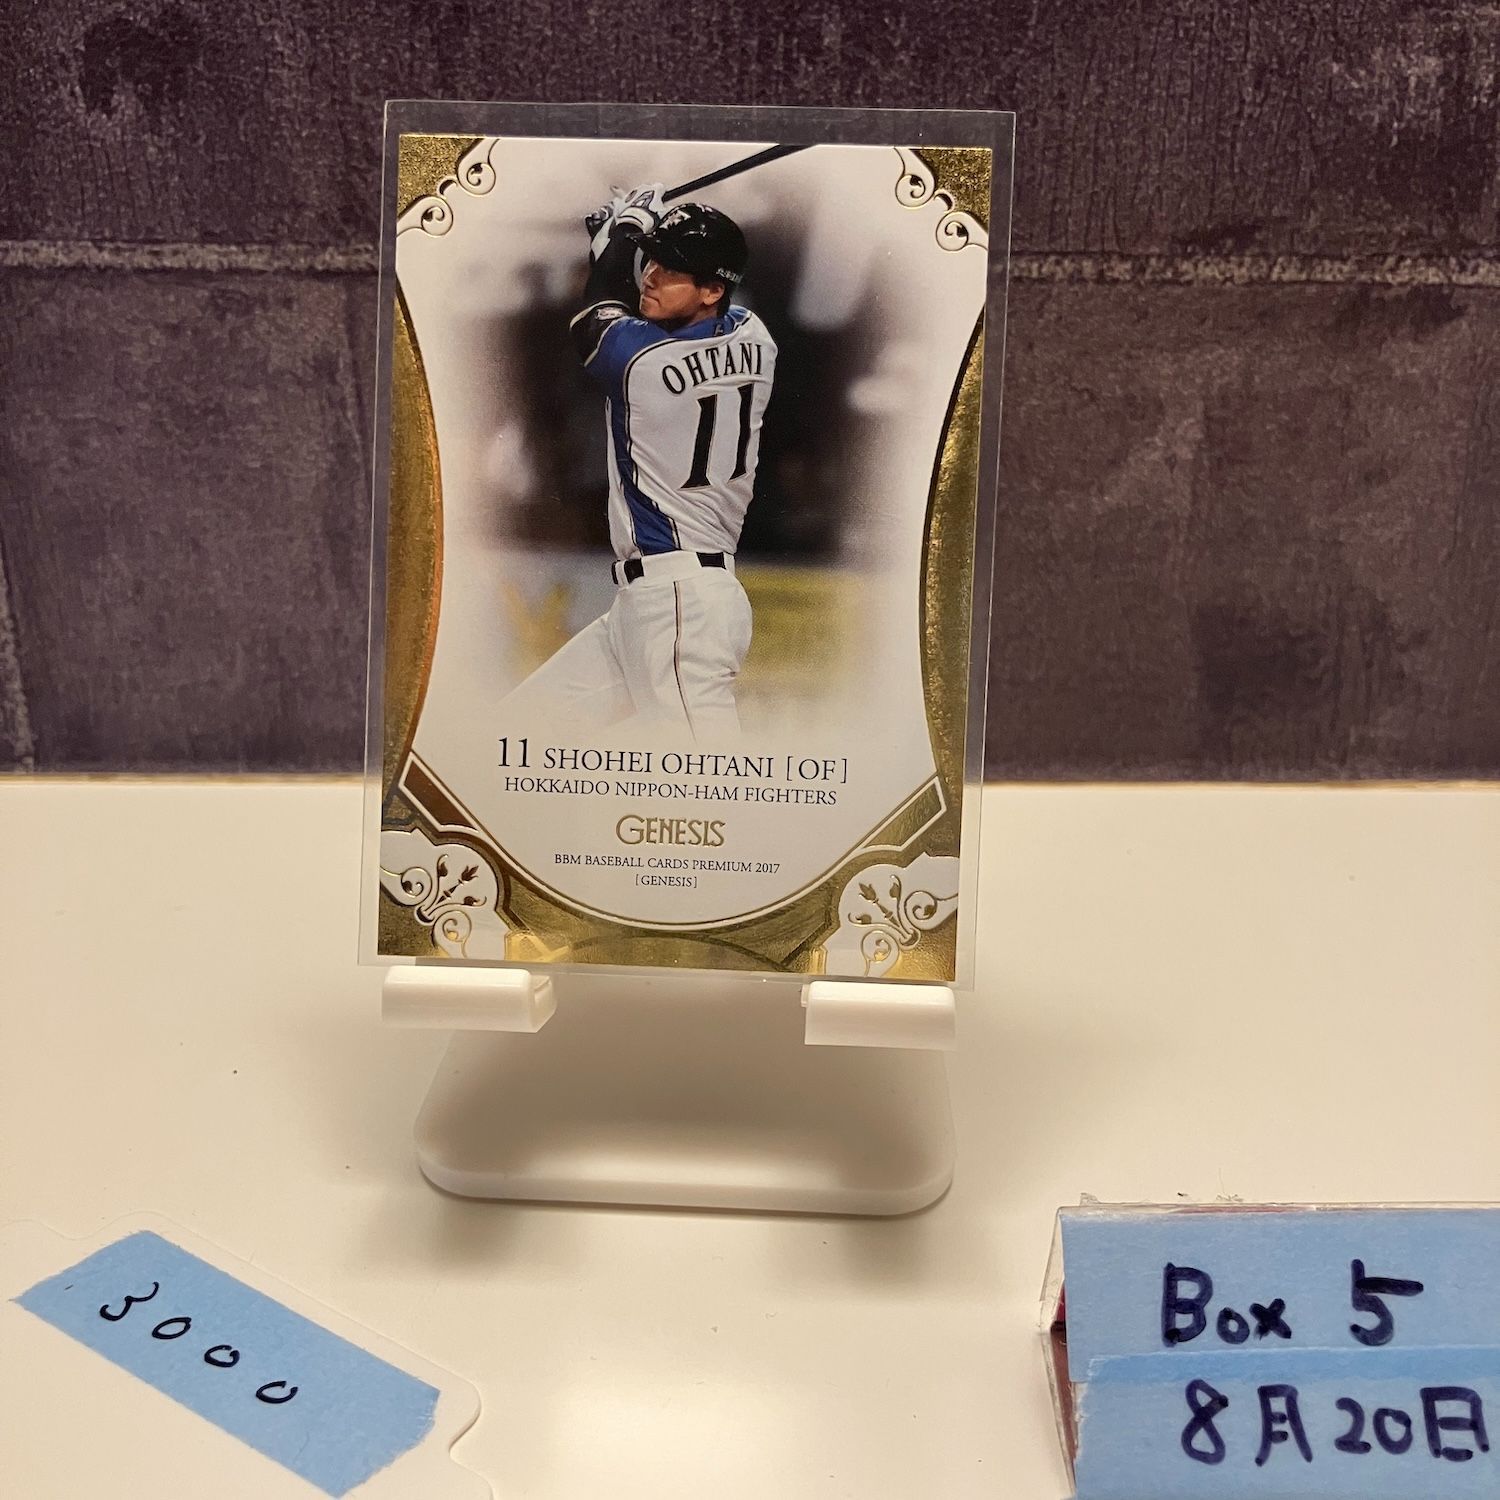 OHTANI
11
11 SHOHEI OHTANI [OF]
HOKKAIDO NIPPON-HAM FIGHTERS
GENESIS
BBM BASEBALL CARDS PREMIUM 2017
[GENESIS]
3000
Box 5
8月20日